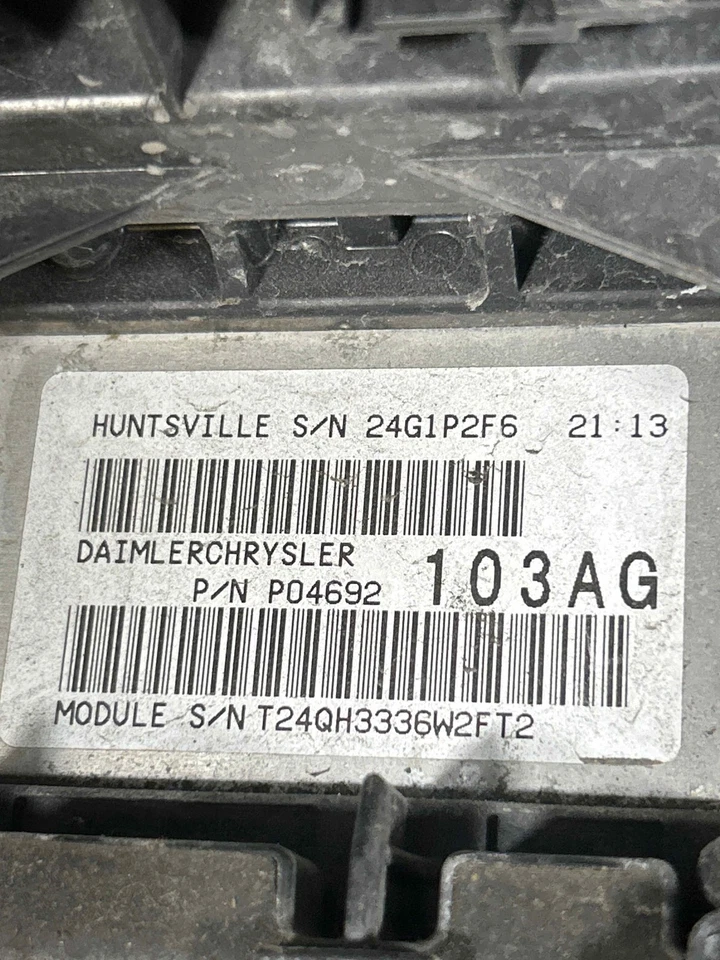 HUNTSVILLE S/N 24G1P2F6 21:13
DAIMLERCHRYSLER
P/N P04692 103AG
MODULE S/N T24QH3336W2FT2